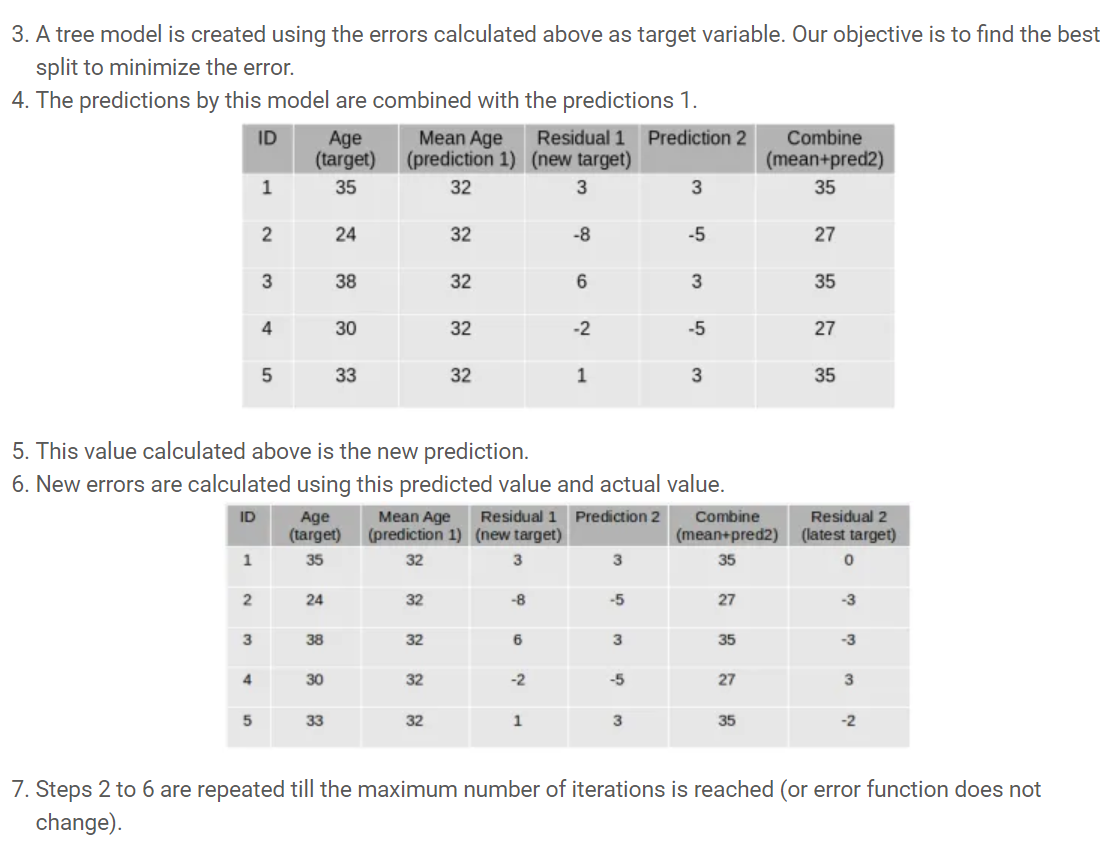 3. A tree model is created using the errors calculated above as target variable. Our objective is to find the best
split to minimize the error.
4. The predictions by this model are combined with the predictions 1.
ID Age (target) Mean Age (prediction 1) Residual 1 (new target) Prediction 2 Combine (mean+pred2)
1 35 32 3 3 35
2 24 32 -8 -5 27
3 38 32 6 3 35
4 30 32 -2 -5 27
5 33 32 1 3 35
5. This value calculated above is the new prediction.
6. New errors are calculated using this predicted value and actual value.
ID Age (target) Mean Age (prediction 1) Residual 1 (new target) Prediction 2 Combine (mean+pred2) Residual 2 (latest target)
1 35 32 3 3 35 0
2 24 32 -8 -5 27 -3
3 38 32 6 3 35 -3
4 30 32 -2 -5 27 3
5 33 32 1 3 35 -2
7. Steps 2 to 6 are repeated till the maximum number of iterations is reached (or error function does not
change).